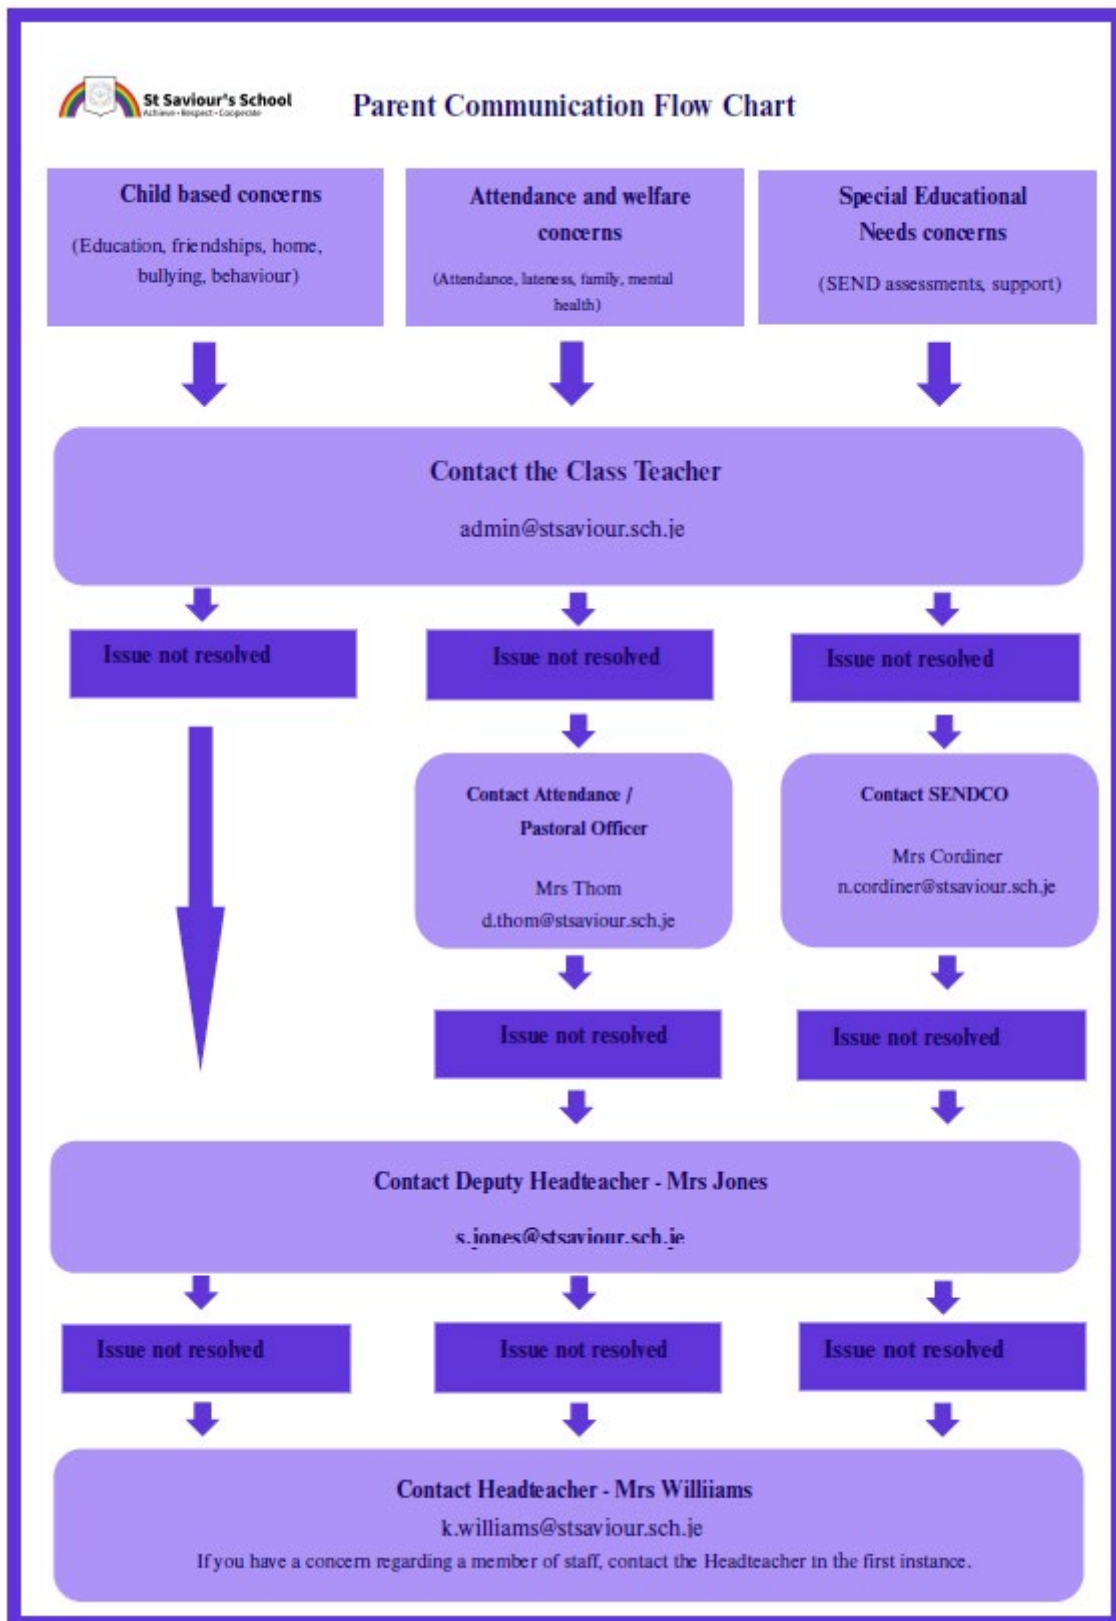 St Saviour's School
Achieve • Respect • Cooperate
Parent Communication Flow Chart
Child based concerns
(Education, friendships, home,
bullying, behaviour)
Attendance and welfare
concerns
(Attendance, lateness, family, mental
health)
Special Educational
Needs concerns
(SEND assessments, support)
Contact the Class Teacher
admin@stsaviour.sch.je
Issue not resolved
Issue not resolved
Issue not resolved
Contact Attendance /
Pastoral Officer
Mrs Thom
d.thom@stsaviour.sch.je
Contact SENDCO
Mrs Cordiner
n.cordiner@stsaviour.sch.je
Issue not resolved
Issue not resolved
Contact Deputy Headteacher - Mrs Jones
s.jones@stsaviour.sch.je
Issue not resolved
Issue not resolved
Issue not resolved
Contact Headteacher - Mrs Williiams
k.williams@stsaviour.sch.je
If you have a concern regarding a member of staff, contact the Headteacher in the first instance.